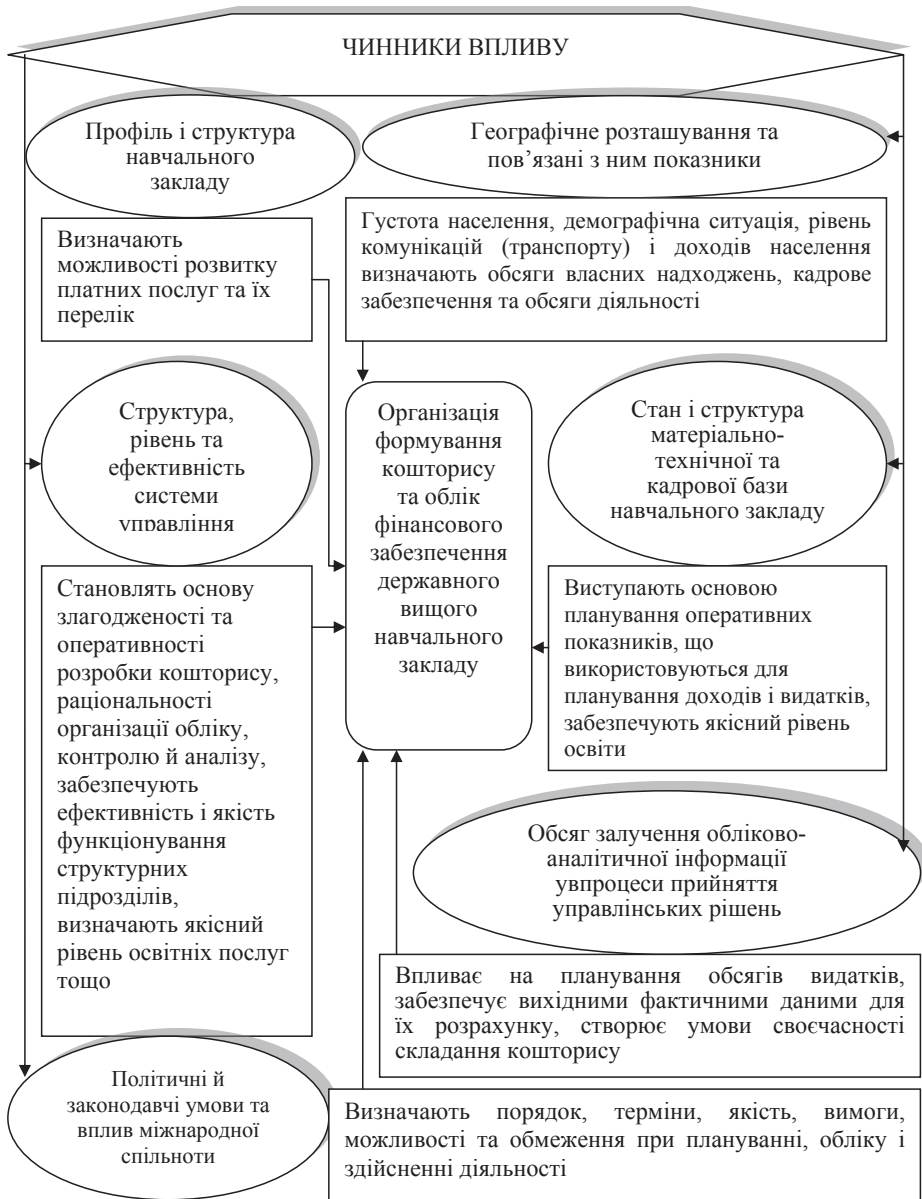 ЧИННИКИ ВПЛИВУ
Профіль і структура
навчального
закладу
Географічне розташування та
пов’язані з ним показники
Визначають
можливості розвитку
платних послуг та їх
перелік
Густота населення, демографічна ситуація, рівень
комунікацій (транспорту) і доходів населення
визначають обсяги власних надходжень, кадрове
забезпечення та обсяги діяльності
Структура,
рівень та
ефективність
системи
управління
Організація
формування
кошторису
та облік
фінансового
забезпечення
державного
вищого
навчального
закладу
Стан і структура
матеріально-
технічної та
кадрової бази
навчального закладу
Становлять основу
злагодженості та
оперативності
розробки кошторису,
раціональності
організації обліку,
контролю й аналізу,
забезпечують
ефективність і якість
функціонування
структурних
підрозділів,
визначають якісний
рівень освітніх послуг
тощо
Виступають основою
планування оперативних
показників, що
використовуються для
планування доходів і видатків,
забезпечують якісний рівень
освіти
Обсяг залучення обліково-
аналітичної інформації
увпроцеси прийняття
управлінських рішень
Впливає на планування обсягів видатків,
забезпечує вихідними фактичними даними для
їх розрахунку, створює умови своєчасності
складання кошторису
Політичні й
законодавчі умови та
вплив міжнародної
спільноти
Визначають порядок, терміни, якість, вимоги,
можливості та обмеження при плануванні, обліку і
здійсненні діяльності